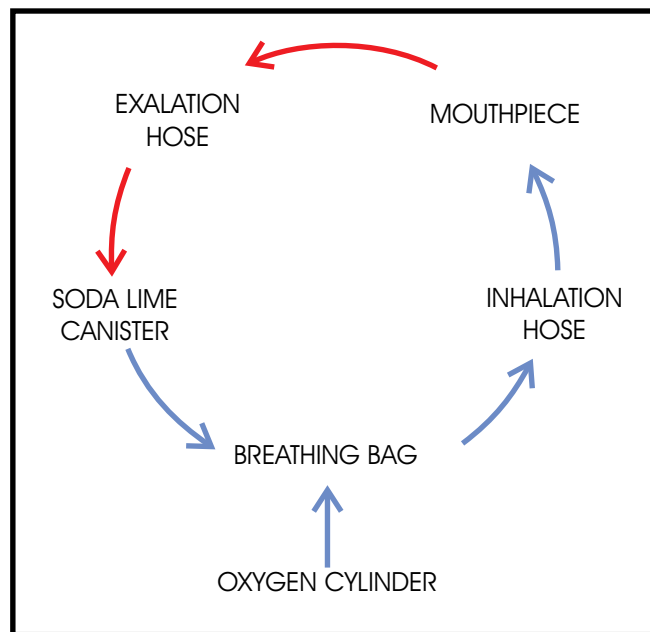 EXALATION
HOSE
MOUTHPIECE
SODA LIME
CANISTER
INHALATION
HOSE
BREATHING BAG
OXYGEN CYLINDER